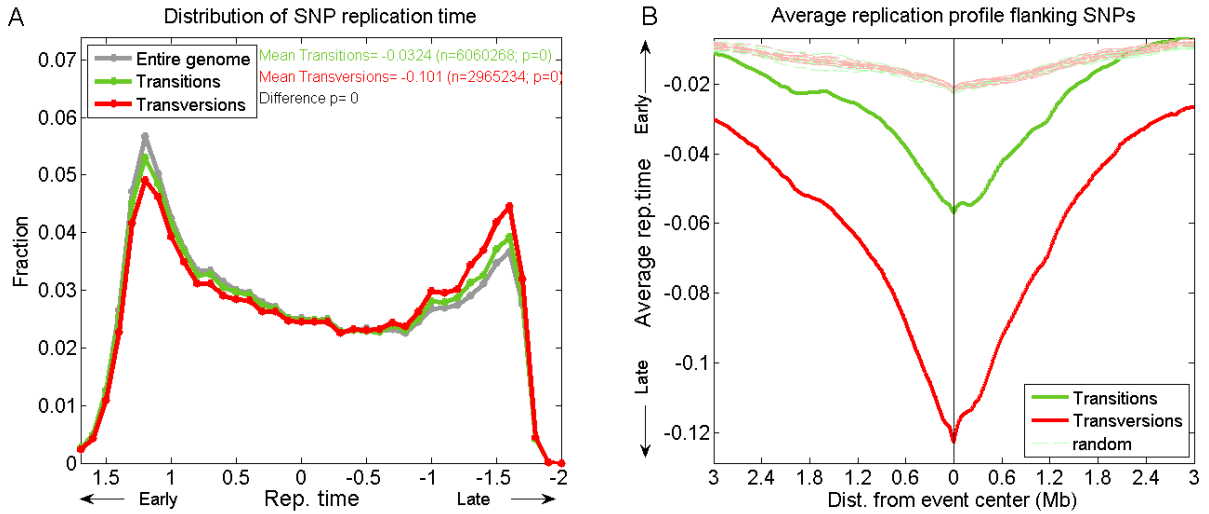 A
Distribution of SNP replication time
Entire genome
Transitions
Transversions
Mean Transitions= -0.0324 (n=6060268; p=0)
Mean Transversions= -0.101 (n=2965234; p=0)
Difference p= 0
Fraction
0.07
0.06
0.05
0.04
0.03
0.02
0.01
0
1.5 1 0.5 0 -0.5 -1 -1.5 -2
Early Rep. time Late
B
Average replication profile flanking SNPs
Early
Average rep.time
Late
-0.02
-0.04
-0.06
-0.08
-0.1
-0.12
Transitions
Transversions
random
3 2.4 1.8 1.2 0.6 0 0.6 1.2 1.8 2.4 3
Dist. from event center (Mb)